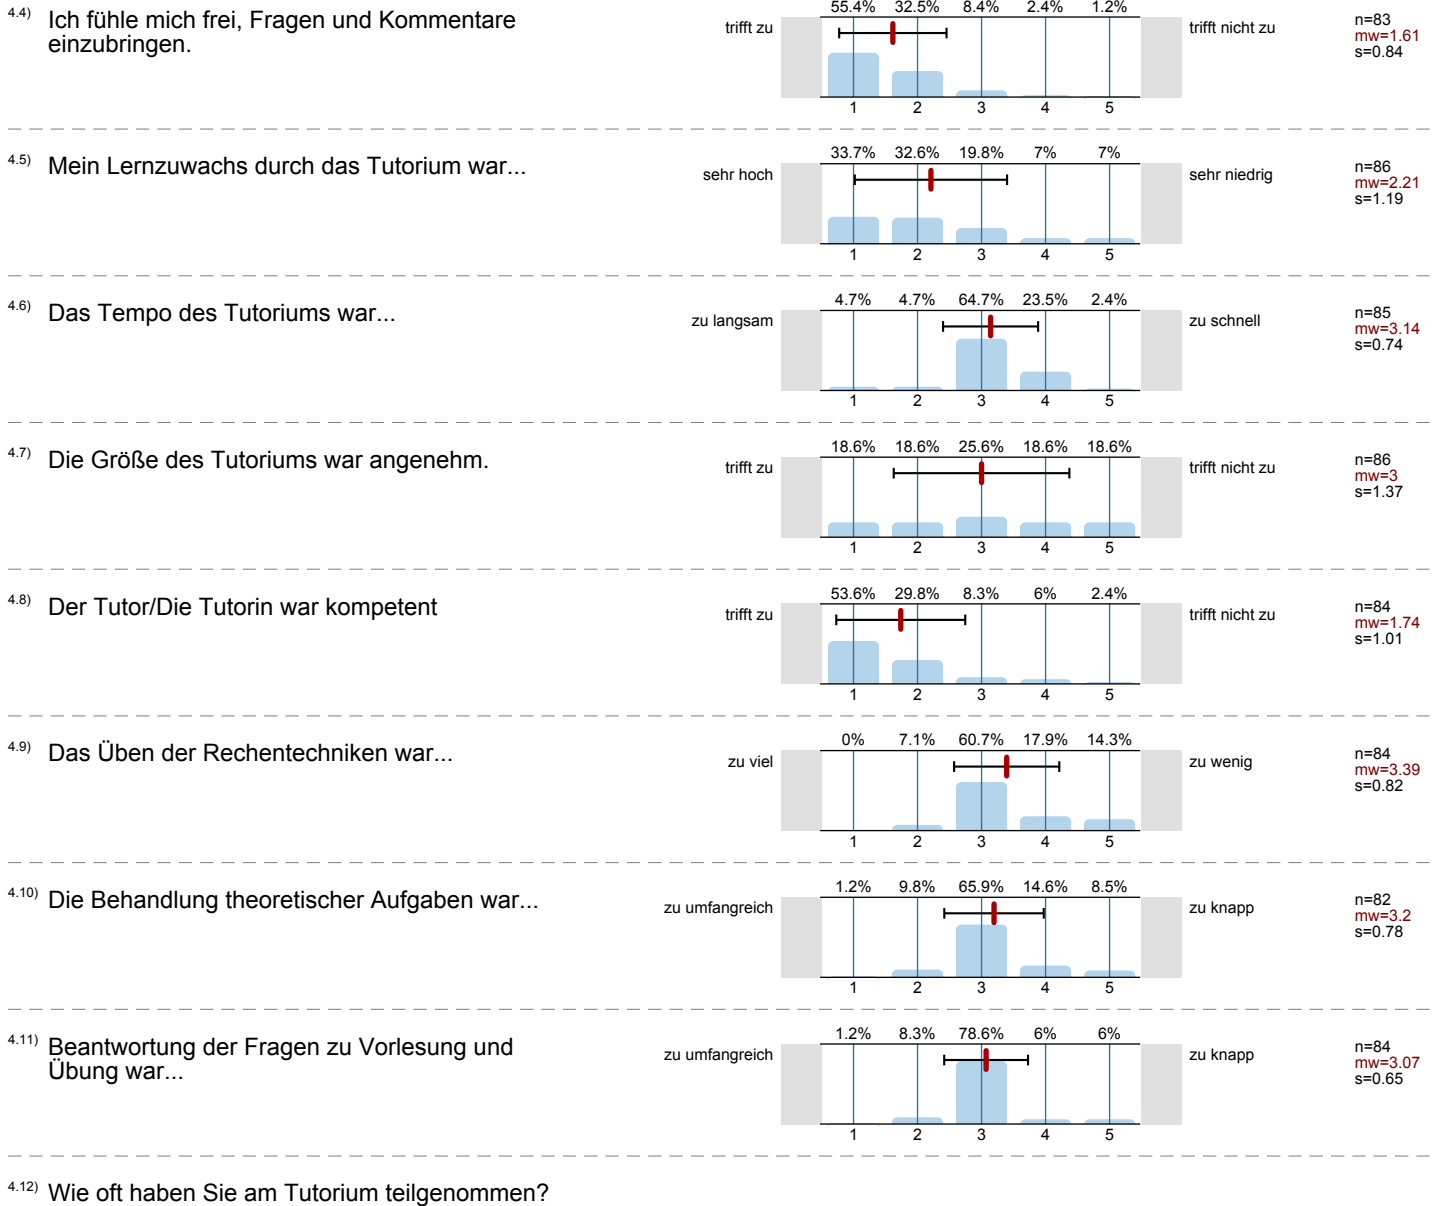 4.4) Ich fühle mich frei, Fragen und Kommentare
einzubringen.
trifft zu
55.4% 32.5% 8.4% 2.4% 1.2%
1 2 3 4 5
trifft nicht zu
n=83
mw=1.61
s=0.84
4.5) Mein Lernzuwachs durch das Tutorium war...
sehr hoch
33.7% 32.6% 19.8% 7% 7%
1 2 3 4 5
sehr niedrig
n=86
mw=2.21
s=1.19
4.6) Das Tempo des Tutoriums war...
zu langsam
4.7% 4.7% 64.7% 23.5% 2.4%
1 2 3 4 5
zu schnell
n=85
mw=3.14
s=0.74
4.7) Die Größe des Tutoriums war angenehm.
trifft zu
18.6% 18.6% 25.6% 18.6% 18.6%
1 2 3 4 5
trifft nicht zu
n=86
mw=3
s=1.37
4.8) Der Tutor/Die Tutorin war kompetent
trifft zu
53.6% 29.8% 8.3% 6% 2.4%
1 2 3 4 5
trifft nicht zu
n=84
mw=1.74
s=1.01
4.9) Das Üben der Rechentechniken war...
zu viel
0% 7.1% 60.7% 17.9% 14.3%
1 2 3 4 5
zu wenig
n=84
mw=3.39
s=0.82
4.10) Die Behandlung theoretischer Aufgaben war...
zu umfangreich
1.2% 9.8% 65.9% 14.6% 8.5%
1 2 3 4 5
zu knapp
n=82
mw=3.2
s=0.78
4.11) Beantwortung der Fragen zu Vorlesung und
Übung war...
zu umfangreich
1.2% 8.3% 78.6% 6% 6%
1 2 3 4 5
zu knapp
n=84
mw=3.07
s=0.65
4.12) Wie oft haben Sie am Tutorium teilgenommen?